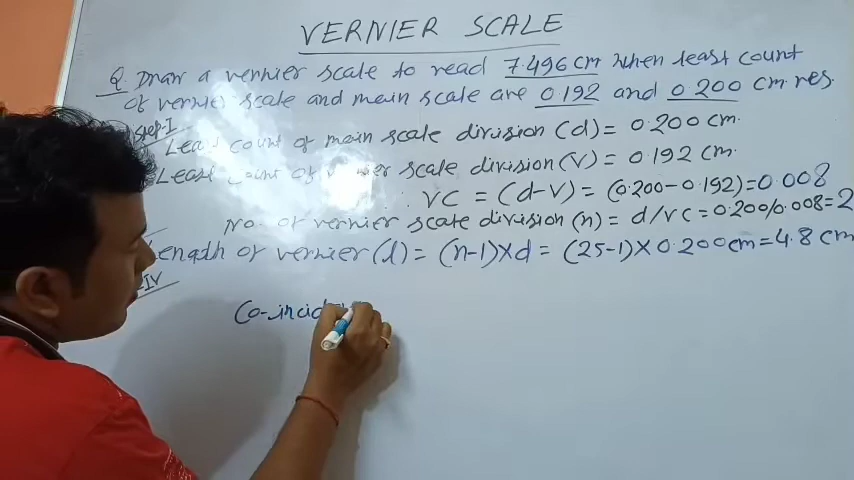 VERNIER SCALE
Q. Draw a vernier scale to read 7.496 cm when least count
of vernier scale and main scale are 0.192 and 0.200 cm. res.
Step-I
Least count of main scale division (d) = 0.200 cm.
Least count of vernier scale division (v) = 0.192 cm.
∴ VC = (d-v) = (0.200-0.192)=0.008
No. of vernier scale division (n) = d/vc = 0.200/0.008=2
Length of vernier (l) = (n-1)×d = (25-1)×0.200cm=4.8 cm
IV
Co-incid